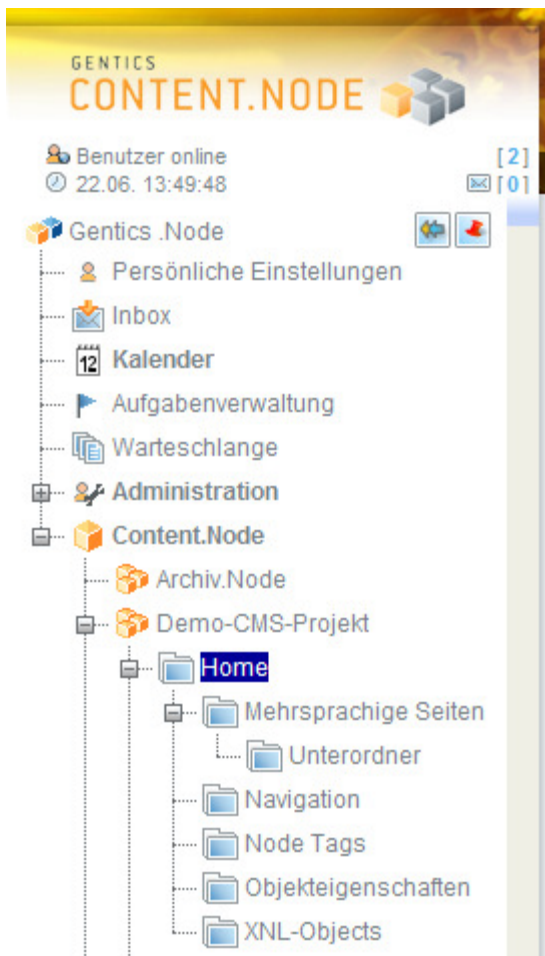 GENTICS
CONTENT.NODE
Benutzer online [2]
22.06. 13:49:48 [0]
Gentics .Node
Persönliche Einstellungen
Inbox
12 Kalender
Aufgabenverwaltung
Warteschlange
Administration
Content.Node
Archiv.Node
Demo-CMS-Projekt
Home
Mehrsprachige Seiten
Unterordner
Navigation
Node Tags
Objekteigenschaften
XNL-Objects